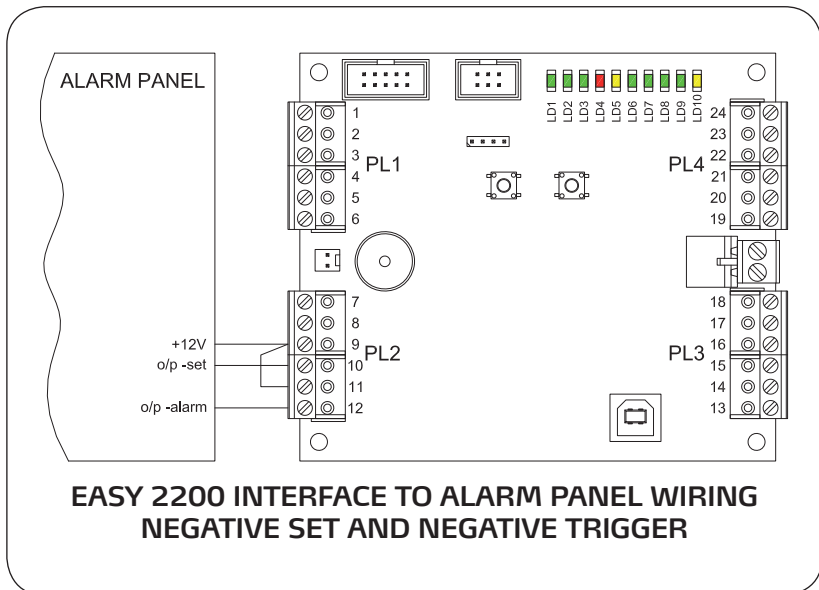 ALARM PANEL
LD1
LD2
LD3
LD4
LD5
LD6
LD7
LD8
LD9
LD10
1
2
3
PL1
4
5
6
24
23
22
PL4
21
20
19
7
8
+12V
9
PL2
o/p -set
10
11
o/p -alarm
12
18
17
16
PL3
15
14
13
EASY 2200 INTERFACE TO ALARM PANEL WIRING
NEGATIVE SET AND NEGATIVE TRIGGER